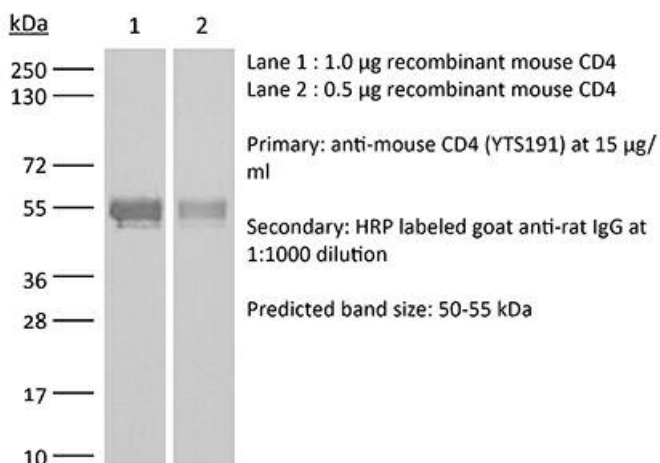 kDa
1 2
250
130
72
55
36
28
17
10
Lane 1 : 1.0 µg recombinant mouse CD4
Lane 2 : 0.5 µg recombinant mouse CD4
Primary: anti-mouse CD4 (YTS191) at 15 µg/
ml
Secondary: HRP labeled goat anti-rat IgG at
1:1000 dilution
Predicted band size: 50-55 kDa